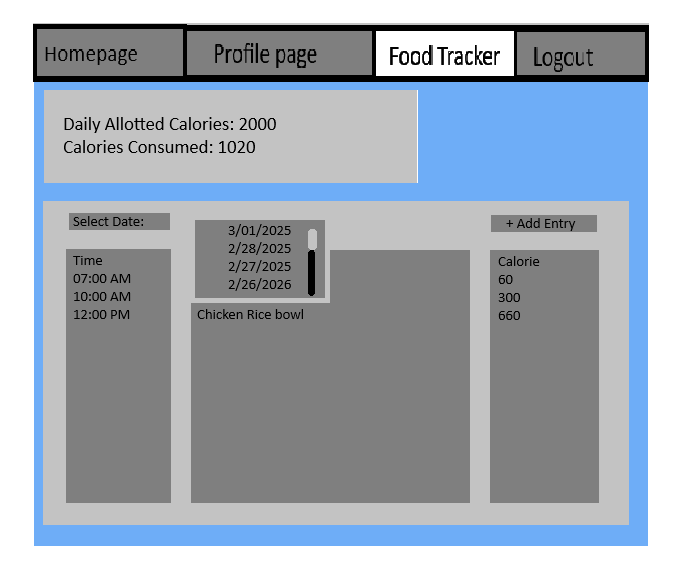 Homepage
Profile page
Food Tracker
Logout
Daily Allotted Calories: 2000
Calories Consumed: 1020
Select Date:
3/01/2025
2/28/2025
2/27/2025
2/26/2026
+ Add Entry
Time
07:00 AM
10:00 AM
12:00 PM
Chicken Rice bowl
Calorie
60
300
660